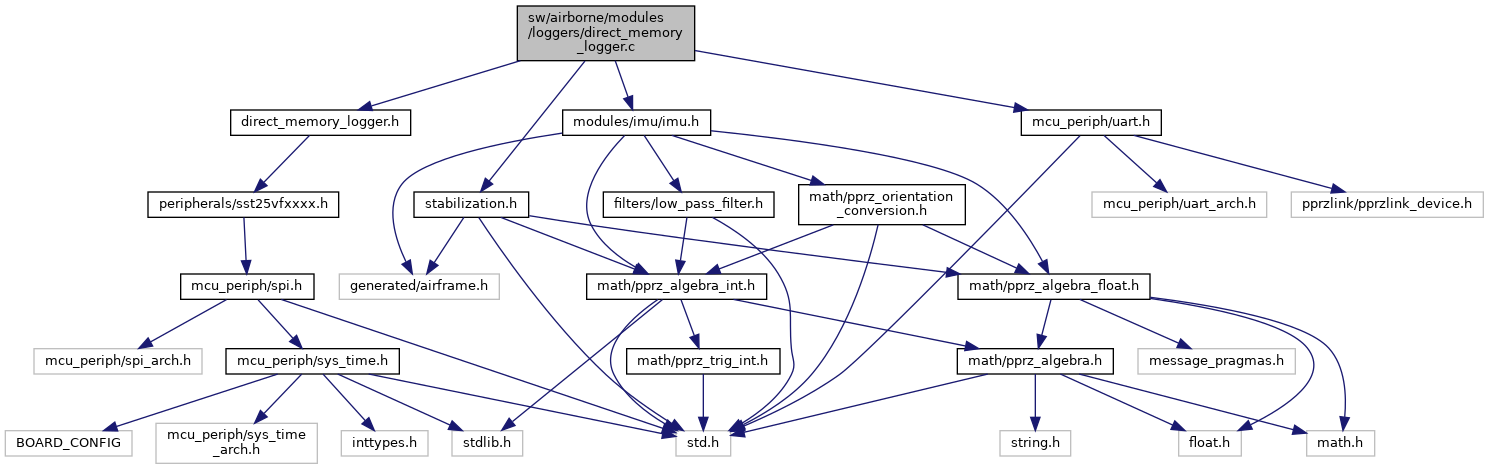 sw/airborne/modules
/loggers/direct_memory
_logger.c
direct_memory_logger.h
modules/imu/imu.h
mcu_periph/uart.h
peripherals/sst25vfxxxx.h
stabilization.h
filters/low_pass_filter.h
math/pprz_orientation
_conversion.h
mcu_periph/uart_arch.h
pprzlink/pprzlink_device.h
mcu_periph/spi.h
generated/airframe.h
math/pprz_algebra_int.h
math/pprz_algebra_float.h
mcu_periph/spi_arch.h
mcu_periph/sys_time.h
math/pprz_trig_int.h
math/pprz_algebra.h
message_pragmas.h
BOARD_CONFIG
mcu_periph/sys_time
_arch.h
inttypes.h
stdlib.h
std.h
string.h
float.h
math.h